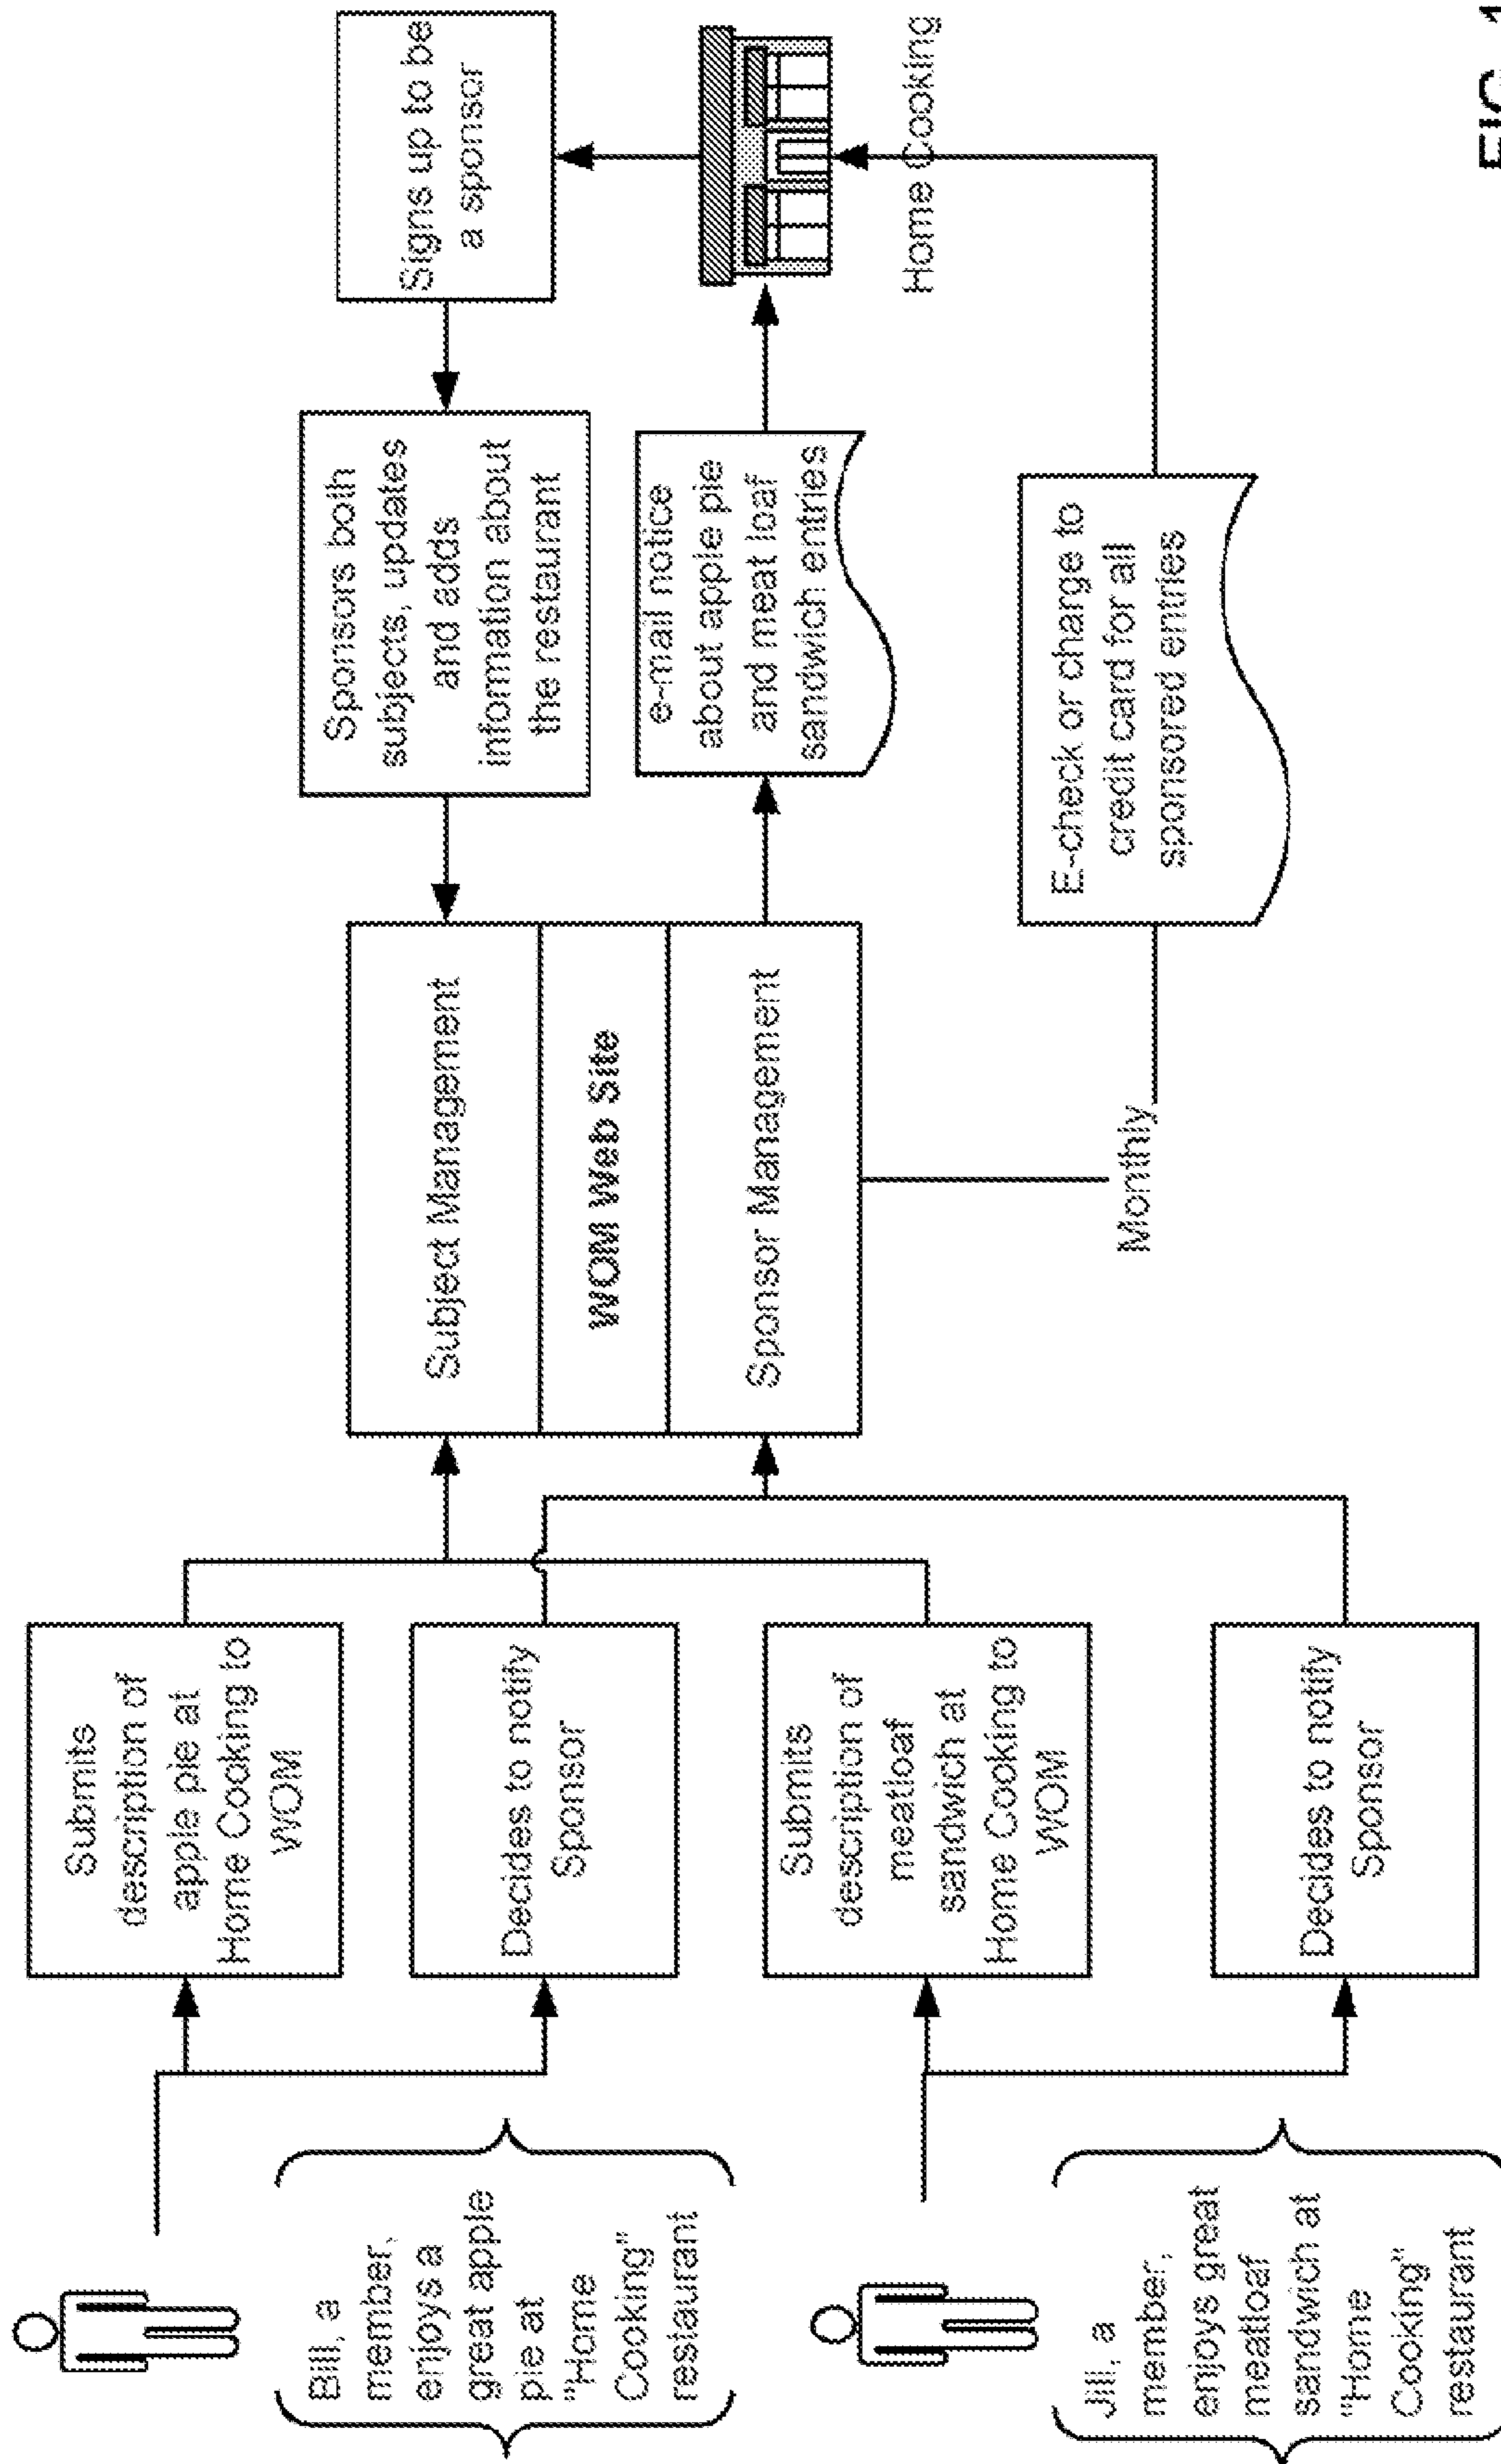 Bill, a
member,
enjoys a
great apple
pie at
"Home
Cooking"
restaurant
Jill, a
member,
enjoys great
meatloaf
sandwich at
"Home
Cooking"
restaurant
Submits
description of
apple pie at
Home Cooking to
WOM
Decides to notify
Sponsor
Submits
description of
meatloaf
sandwich at
Home Cooking to
WOM
Decides to notify
Sponsor
Subject Management
WOM Web Site
Sponsor Management
Monthly
Sponsors both
subjects, updates
and adds
information about
the restaurant
e-mail notice
about apple pie
and meat loaf
sandwich entries
E-check or charge to
credit card for all
sponsored entries
Signs up to be
a sponsor
Home Cooking
FIG. 1